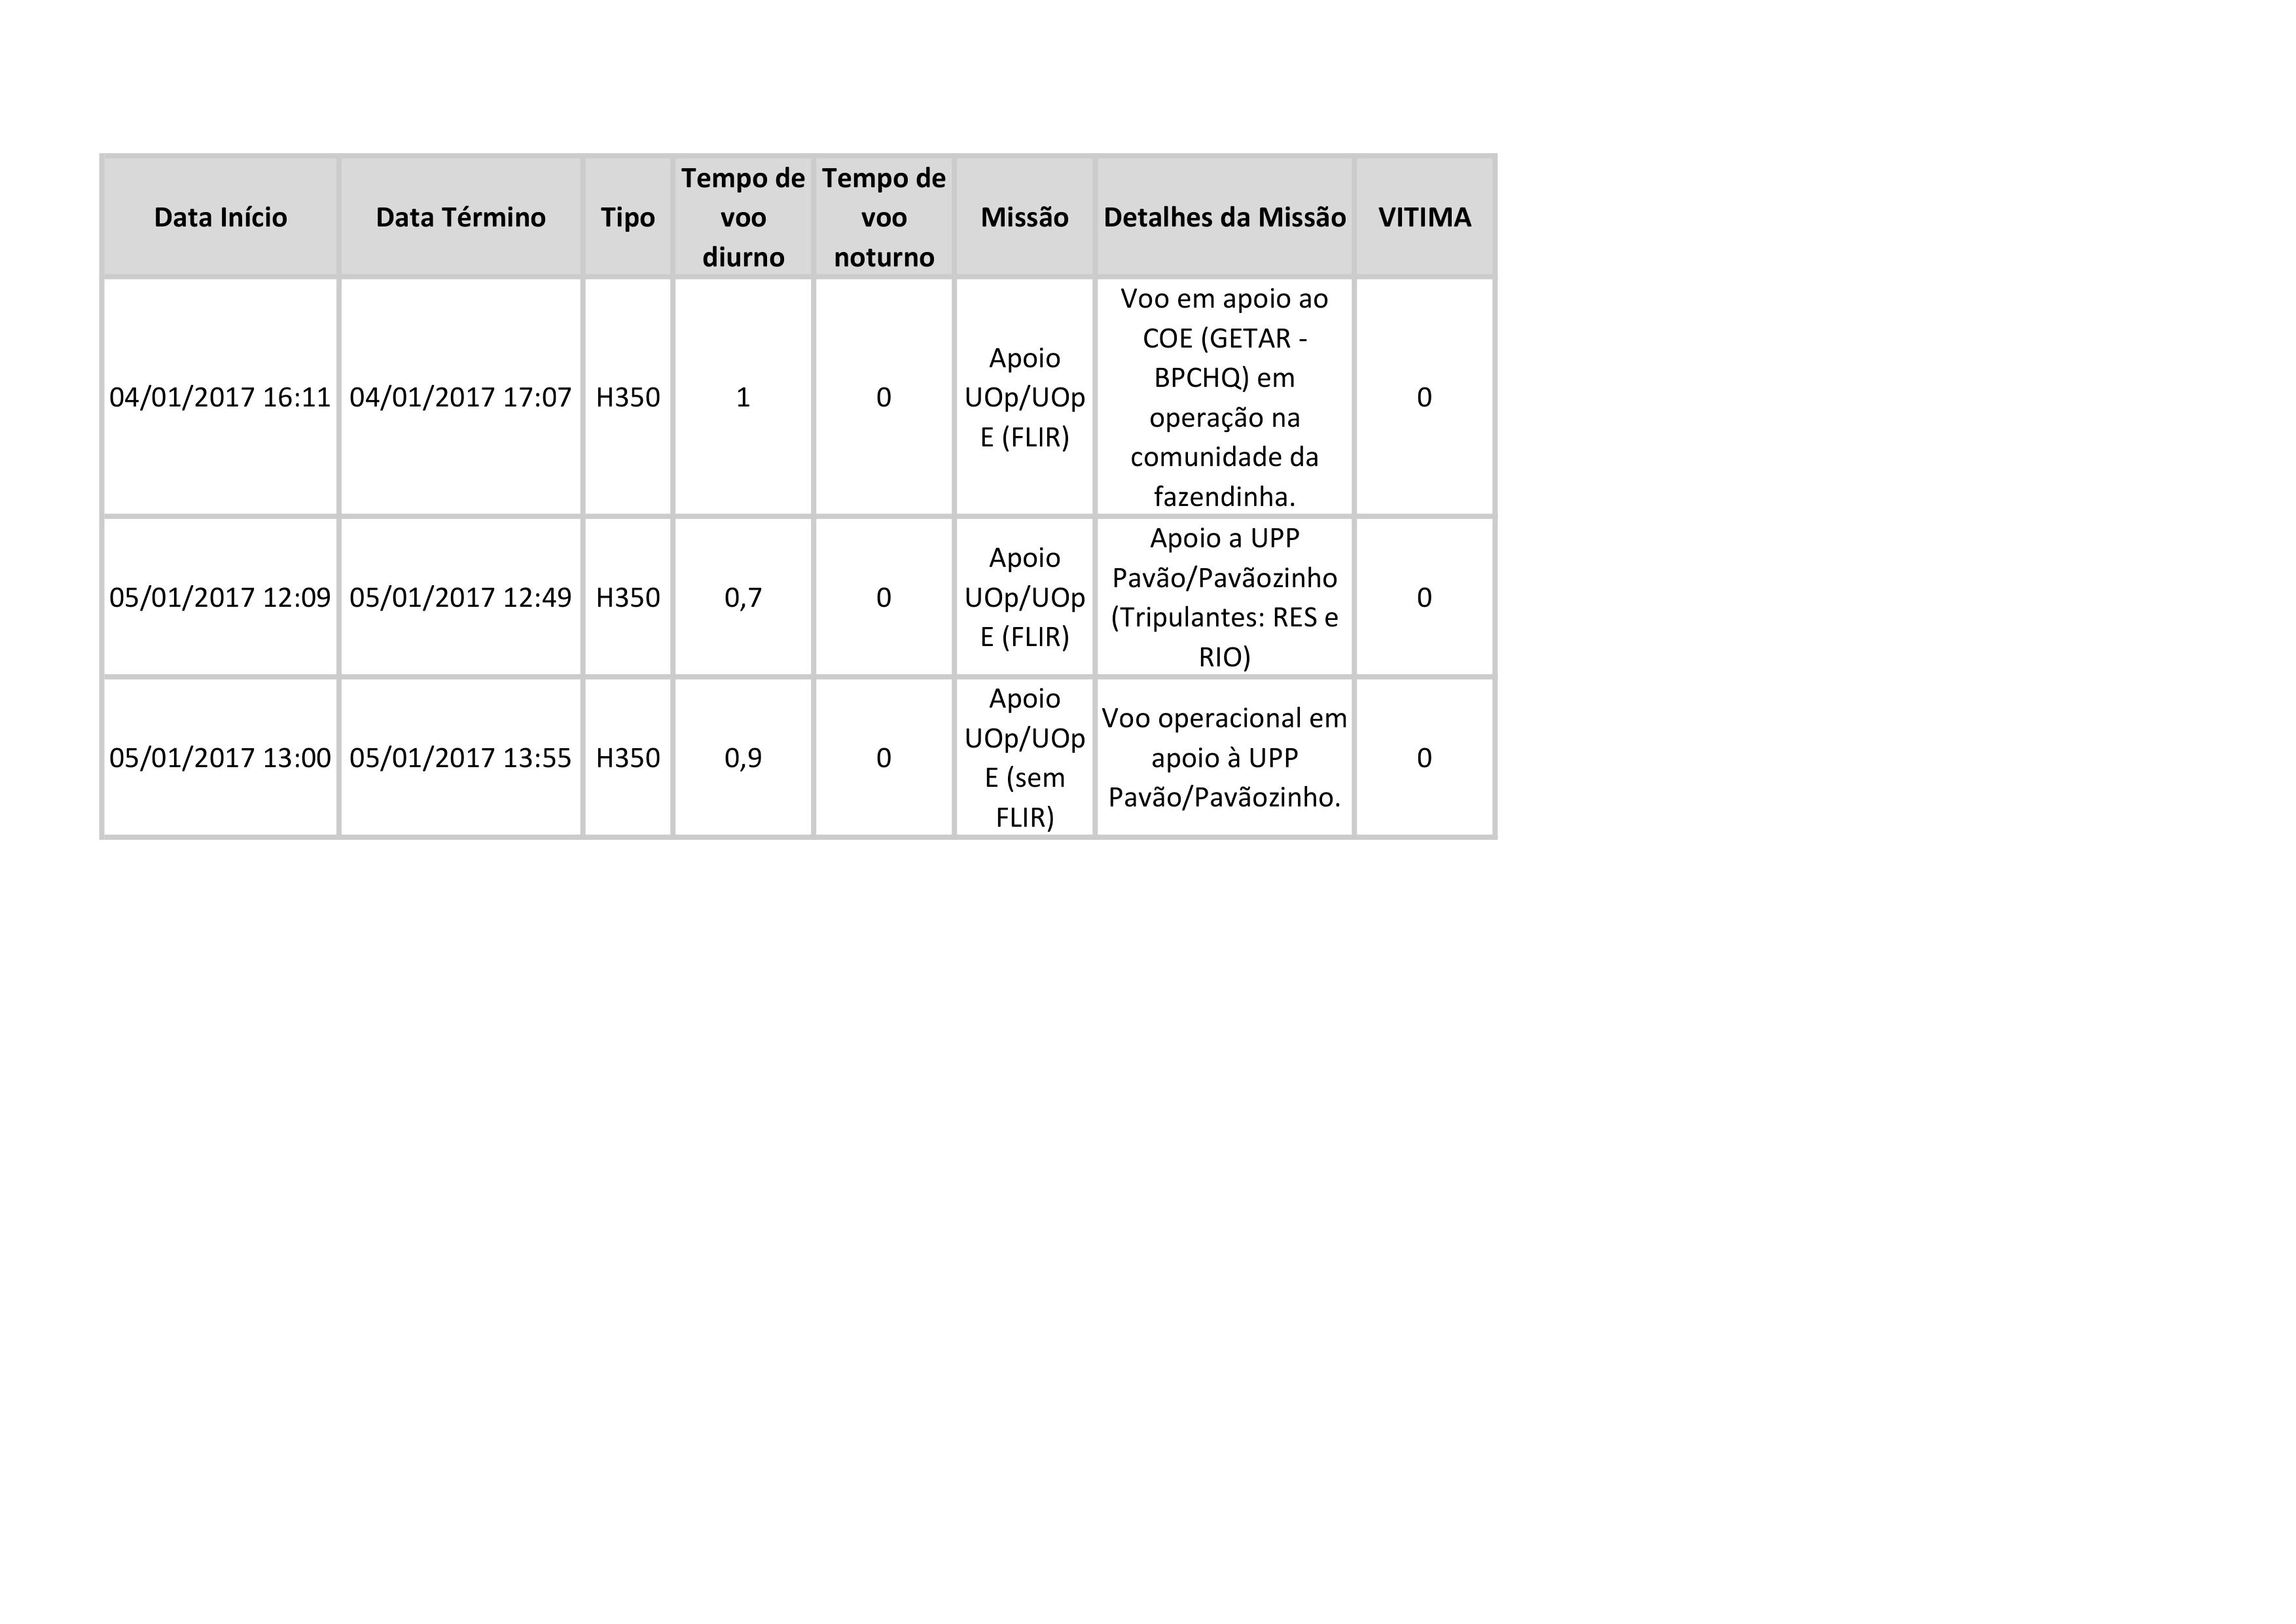 Data Início
Data Término
Tipo
Tempo de
voo
diurno
Tempo de
voo
noturno
Missão
Detalhes da Missão
VITIMA
04/01/2017 16:11
04/01/2017 17:07
H350
1
0
Apoio
UOp/UOp
E (FLIR)
Voo em apoio ao
COE (GETAR -
BPCHQ) em
operação na
comunidade da
fazendinha.
0
05/01/2017 12:09
05/01/2017 12:49
H350
0,7
0
Apoio
UOp/UOp
E (FLIR)
Apoio a UPP
Pavão/Pavãozinho
(Tripulantes: RES e
RIO)
0
05/01/2017 13:00
05/01/2017 13:55
H350
0,9
0
Apoio
UOp/UOp
E (sem
FLIR)
Voo operacional em
apoio à UPP
Pavão/Pavãozinho.
0